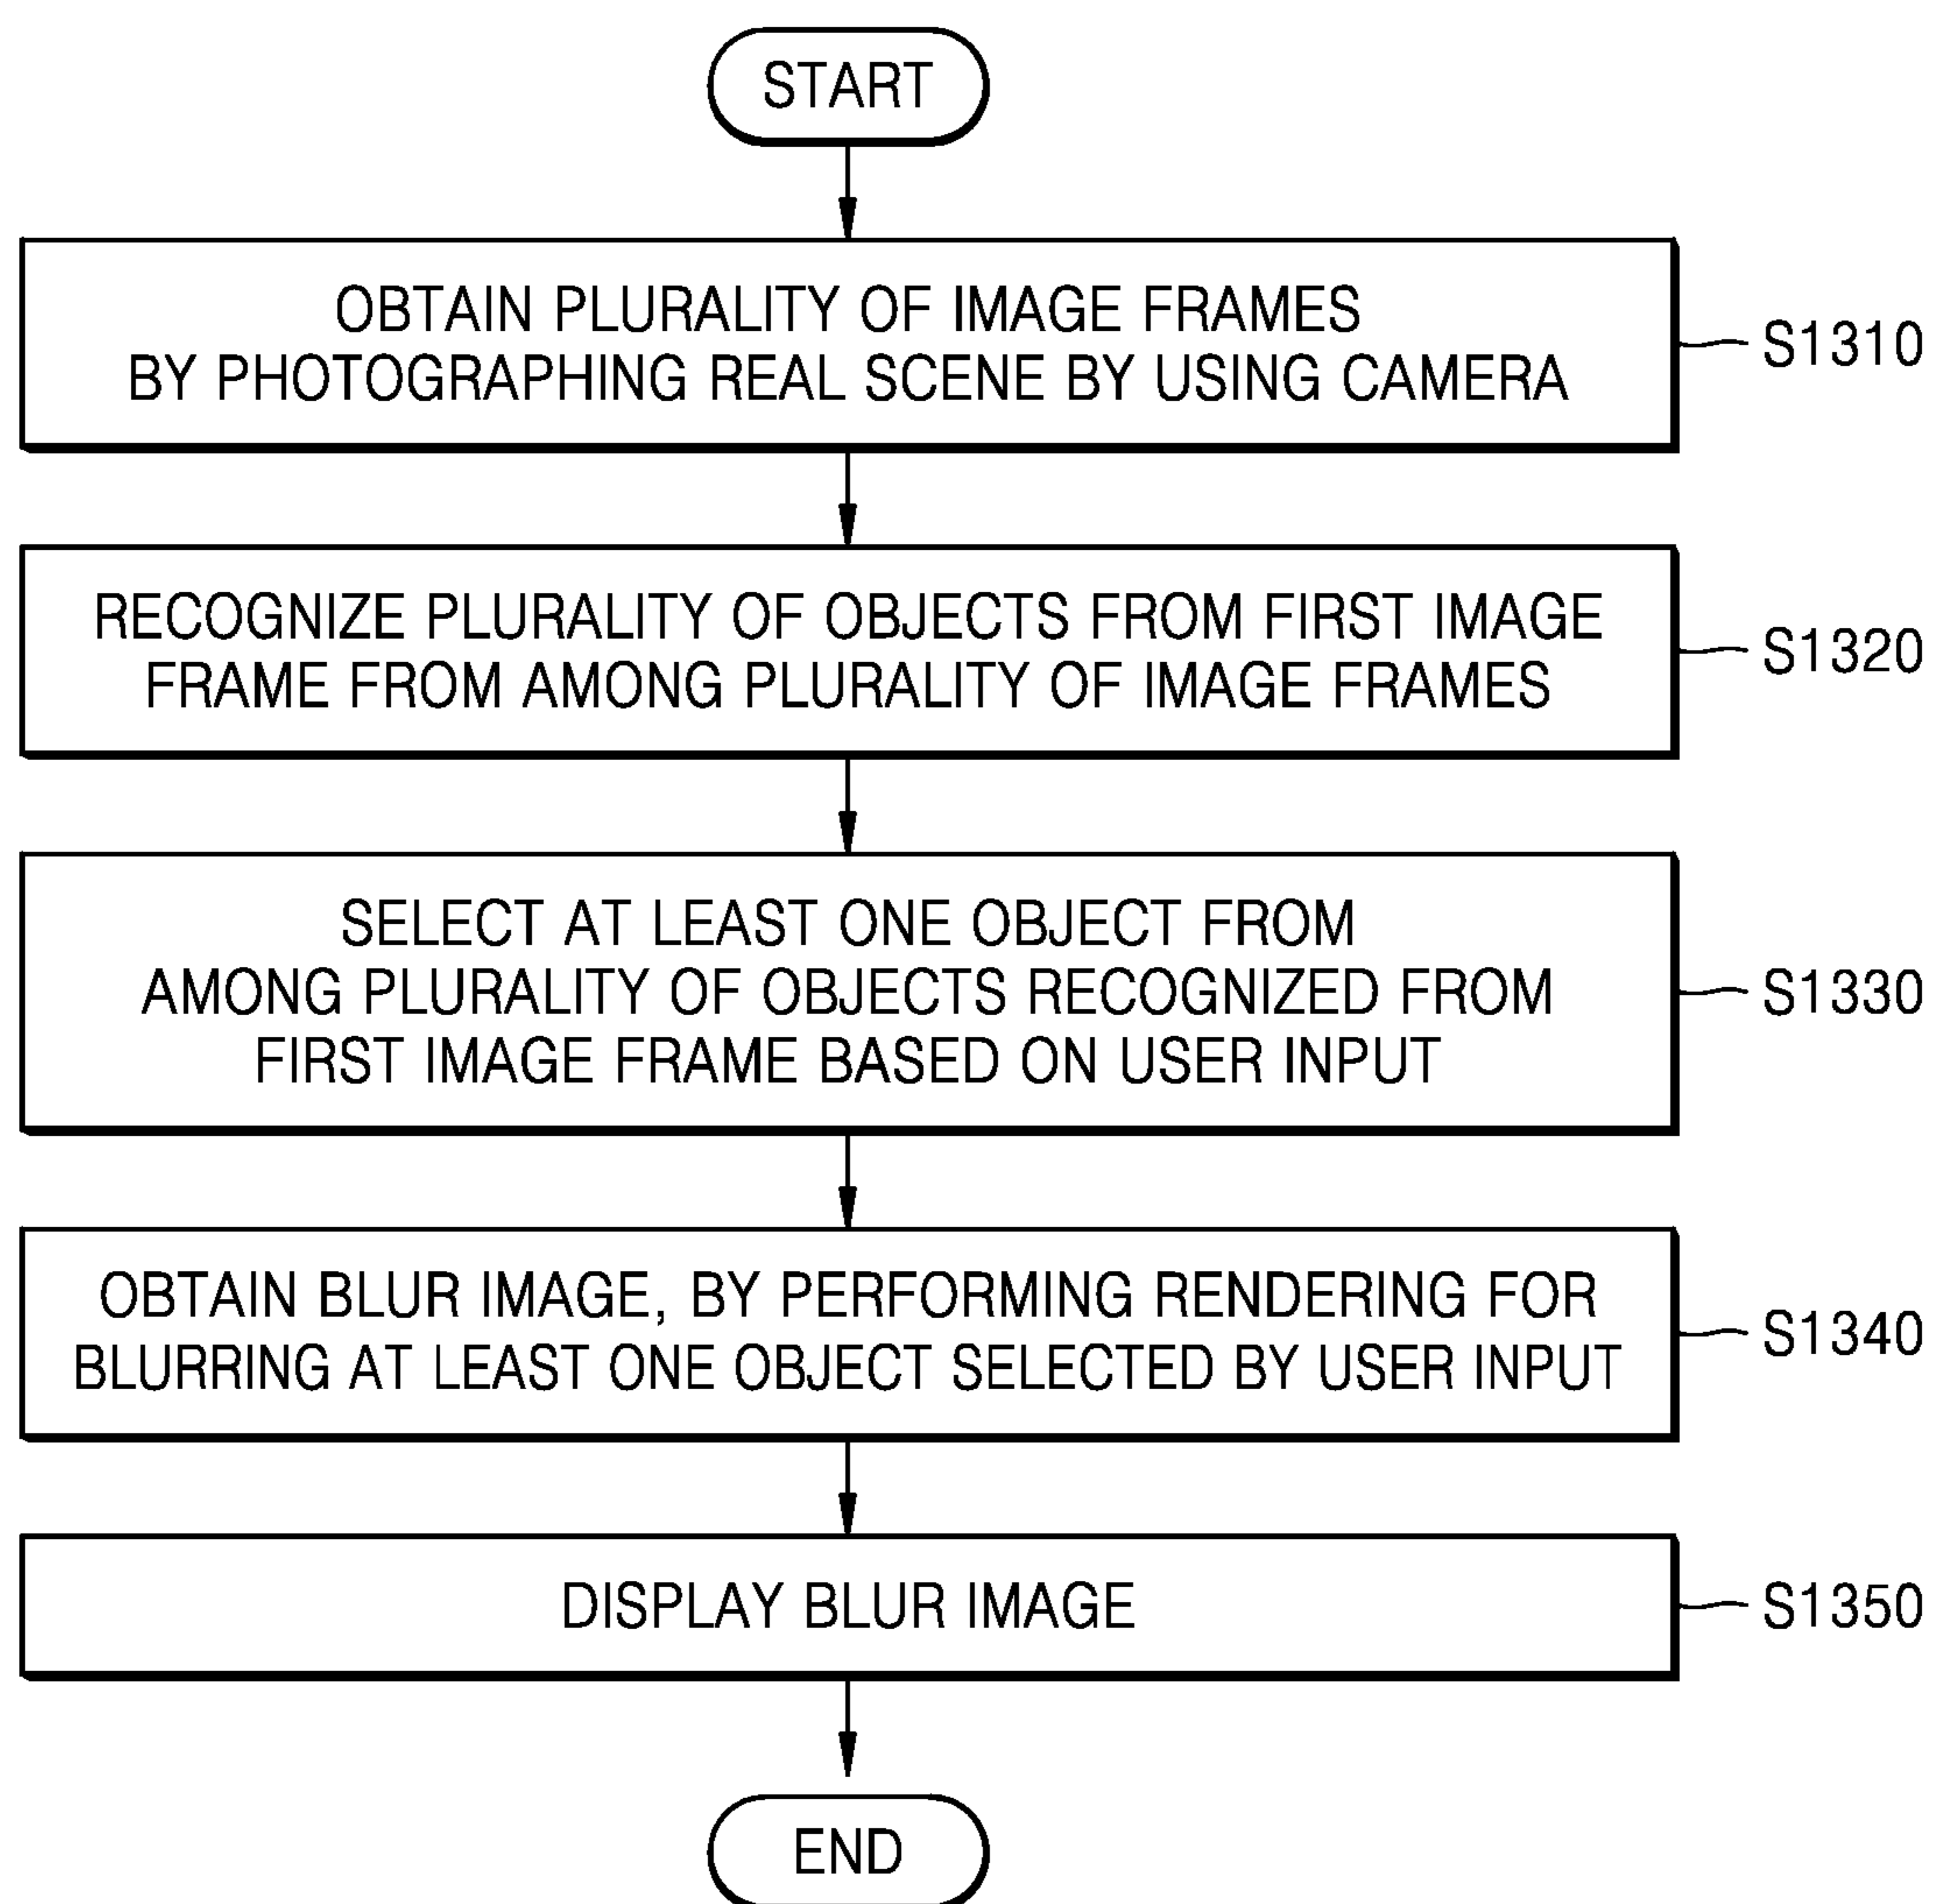 START
OBTAIN PLURALITY OF IMAGE FRAMES
BY PHOTOGRAPHING REAL SCENE BY USING CAMERA
S1310
RECOGNIZE PLURALITY OF OBJECTS FROM FIRST IMAGE
FRAME FROM AMONG PLURALITY OF IMAGE FRAMES
S1320
SELECT AT LEAST ONE OBJECT FROM
AMONG PLURALITY OF OBJECTS RECOGNIZED FROM
FIRST IMAGE FRAME BASED ON USER INPUT
S1330
OBTAIN BLUR IMAGE, BY PERFORMING RENDERING FOR
BLURRING AT LEAST ONE OBJECT SELECTED BY USER INPUT
S1340
DISPLAY BLUR IMAGE
S1350
END